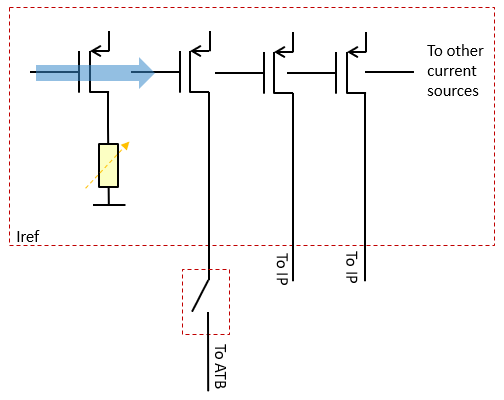 To other
current
sources
Iref
To IP
To IP
To ATB